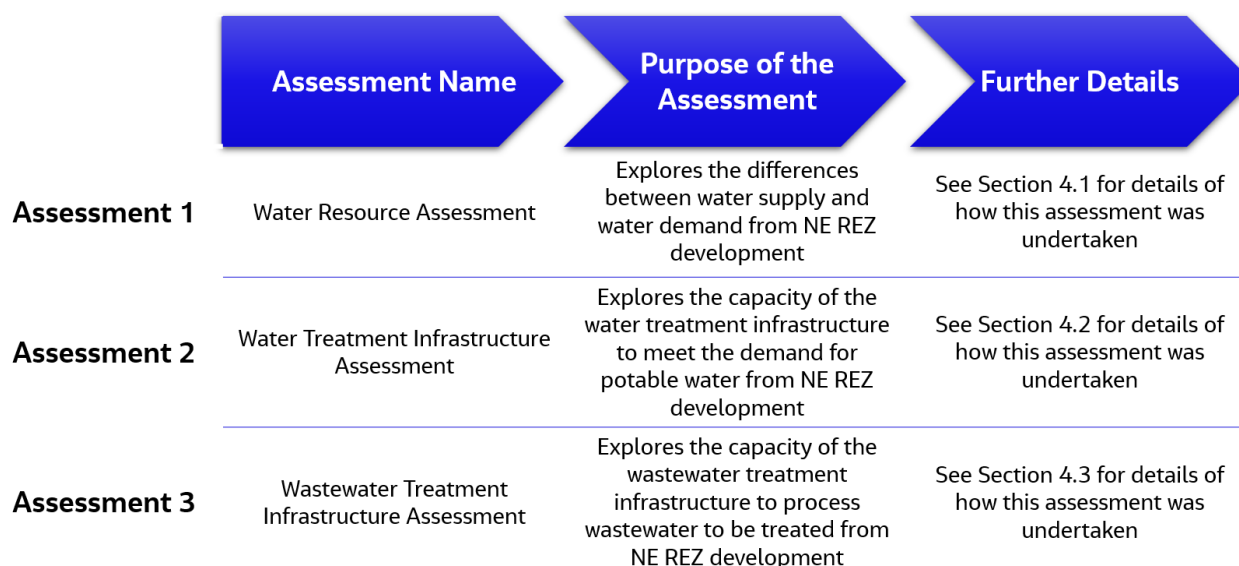 Assessment Name
Purpose of the
Assessment
Further Details
Assessment 1
Water Resource Assessment
Explores the differences
between water supply and
water demand from NE REZ
development
See Section 4.1 for details of
how this assessment was
undertaken
Assessment 2
Water Treatment Infrastructure
Assessment
Explores the capacity of the
water treatment infrastructure
to meet the demand for
potable water from NE REZ
development
See Section 4.2 for details of
how this assessment was
undertaken
Assessment 3
Wastewater Treatment
Infrastructure Assessment
Explores the capacity of the
wastewater treatment
infrastructure to process
wastewater to be treated from
NE REZ development
See Section 4.3 for details of
how this assessment was
undertaken